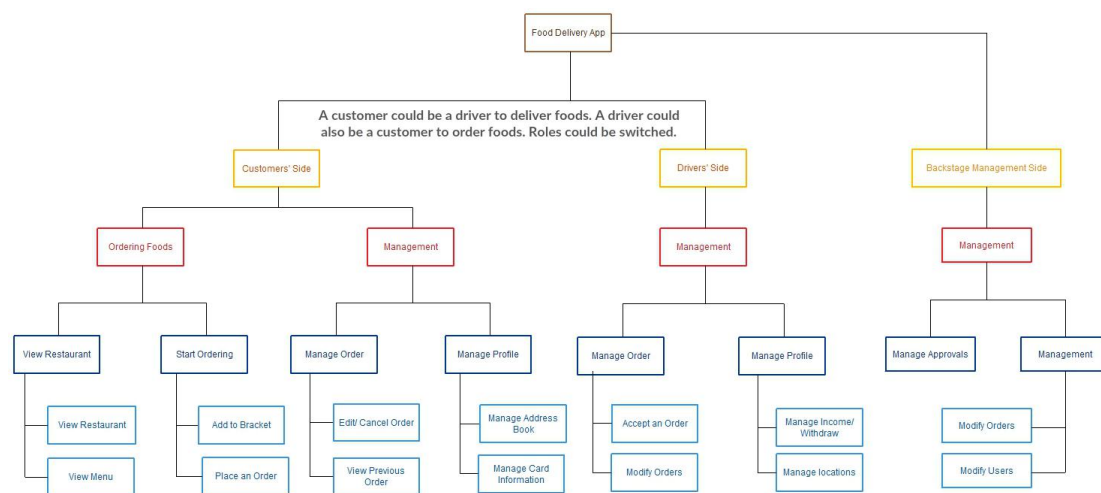 Food Delivery App
A customer could be a driver to deliver foods. A driver could
also be a customer to order foods. Roles could be switched.
Customers' Side
Drivers' Side
Backstage Management Side
Ordering Foods
Management
Management
Management
View Restaurant
Start Ordering
Manage Order
Manage Profile
Manage Order
Manage Profile
Manage Approvals
Management
View Restaurant
Add to Bracket
Edit/ Cancel Order
Manage Address
Book
Accept an Order
Manage Income/
Withdraw
Modify Orders
View Menu
Place an Order
View Previous
Order
Manage Card
Information
Modify Orders
Manage locations
Modify Users